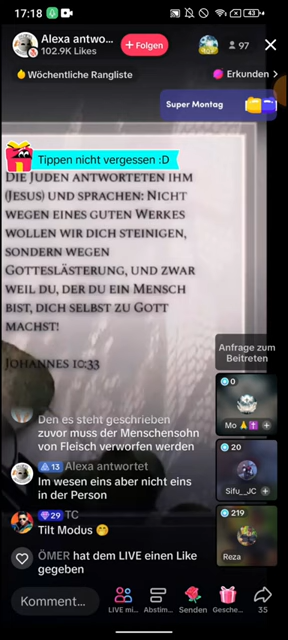 17:18
43
Alexa antwo...
102.9K Likes
+ Folgen
97
Wöchentliche Rangliste
Erkunden >
Super Montag
Tippen nicht vergessen :D
Die Juden antworteten ihm
(Jesus) und sprachen: Nicht
wegen eines guten Werkes
wollen wir dich steinigen,
sondern wegen
Gotteslästerung, und zwar
weil du, der du ein Mensch
bist, dich selbst zu Gott
machst!
Johannes 10:33
Anfrage zum
Beitreten
0
Mo
Den es steht geschrieben
zuvor muss der Menschensohn
von Fleisch verworfen werden
13 Alexa antwortet
Im wesen eins aber nicht eins
in der Person
20
Sifu_JC
29 TC
Tilt Modus 🤭
219
Reza
ÖMER hat dem LIVE einen Like
gegeben
Komment...
LIVE mi...
Abstim...
Senden
Gesche...
35